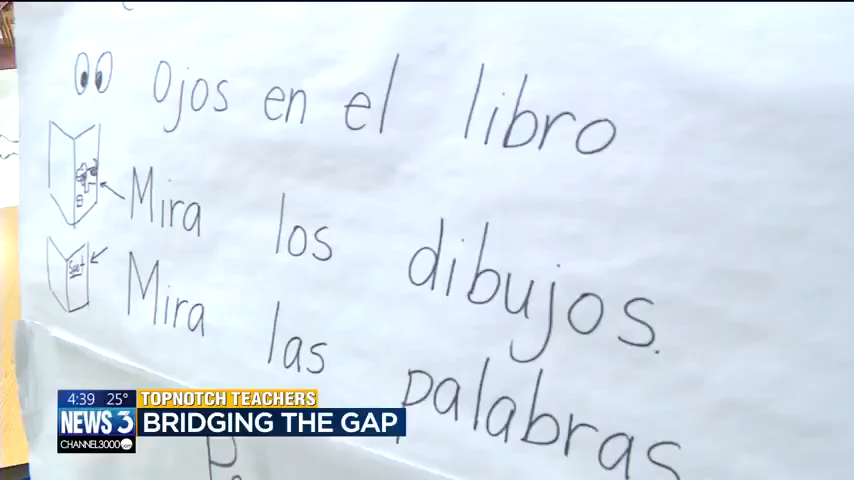 Ojos en el libro
Mira los dibujos.
Mira las palabras
4:39 25°
TOPNOTCH TEACHERS
NEWS 3
BRIDGING THE GAP
CHANNEL3000.com